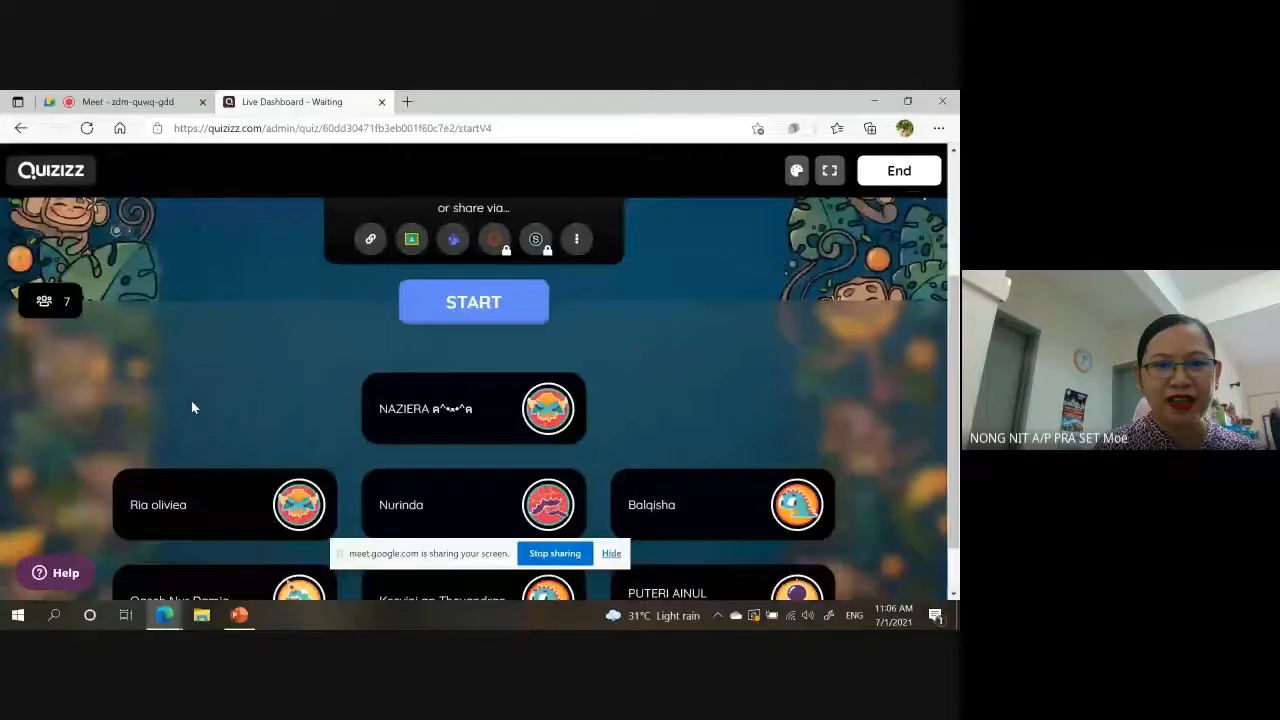 Meet - zdm-quwq-gdd
Live Dashboard - Waiting
https://quizizz.com/admin/quiz/60dd30471fb3eb001f60c7e2/startV4
QUIZIZZ
End
or share via...
START
7
NAZIERA ฅ^•ﻌ•^ฅ
Ria oliviea
Nurinda
Balqisha
meet.google.com is sharing your screen.
Stop sharing
Hide
Help
PUTERI AINUL
31°C Light rain
ENG
11:06 AM
7/1/2021
NONG NIT A/P PRA SET Moe